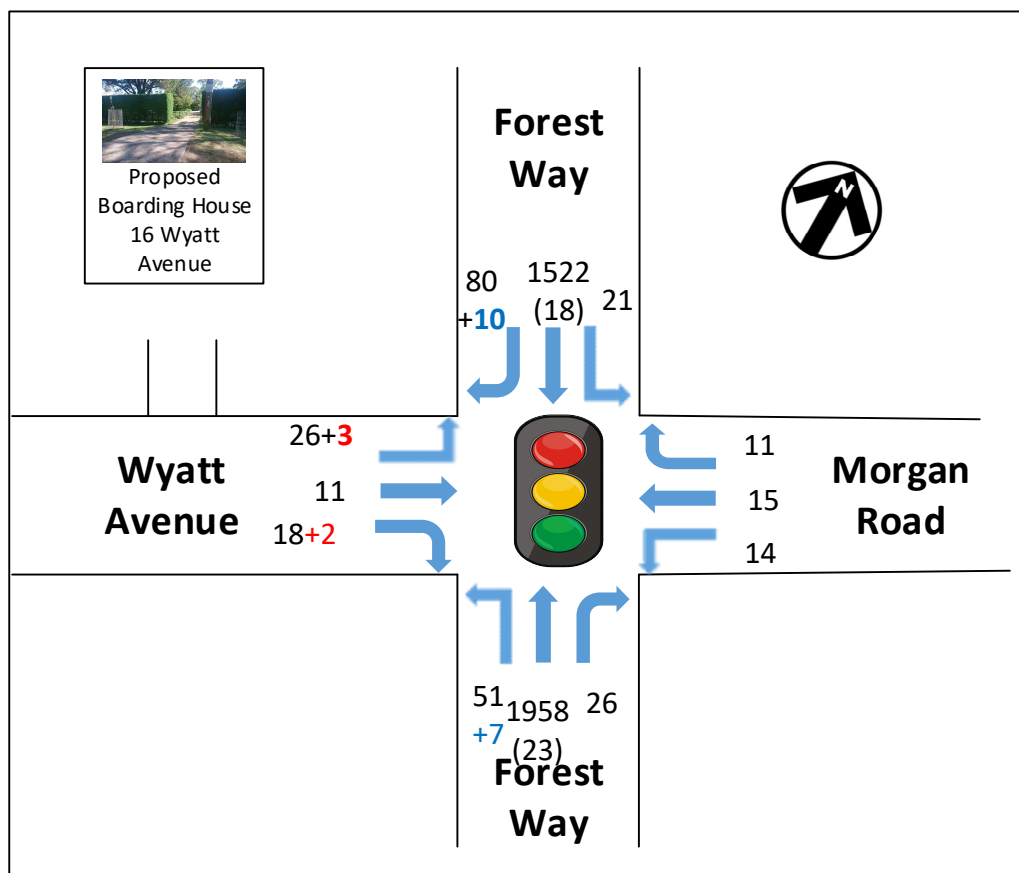 Forest
Way
N
Proposed
Boarding House
16 Wyatt
Avenue
80
+10
1522
(18)
21
26+3
11
18+2
Wyatt
Avenue
11
15
14
Morgan
Road
51
+7
1958
(23)
26
Forest
Way